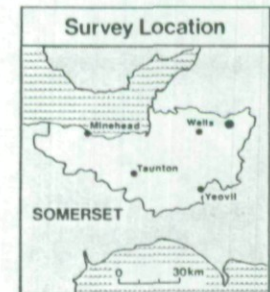 Survey Location
Minehead
Wells
Taunton
Yeovil
SOMERSET
0 30km